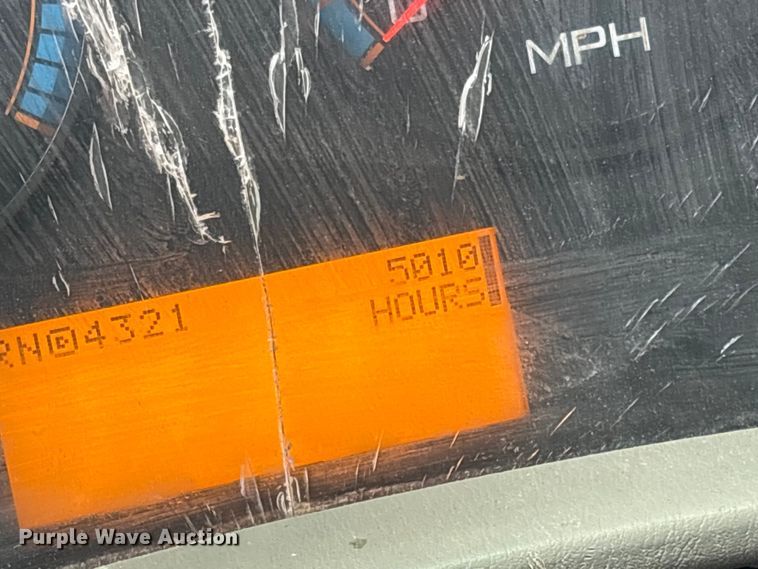 MPH
5010
RN D 4321
HOURS
Purple Wave Auction